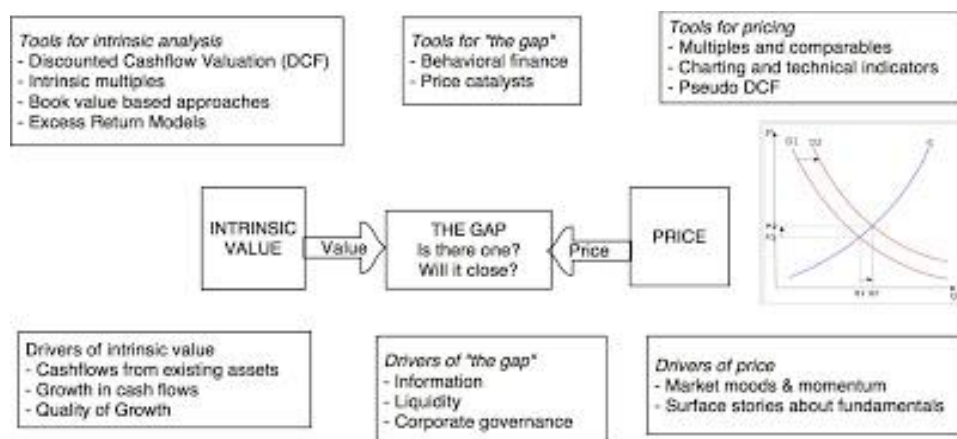 Tools for intrinsic analysis
- Discounted Cashflow Valuation (DCF)
- Intrinsic multiples
- Book value based approaches
- Excess Return Models
Tools for "the gap"
- Behavioral finance
- Price catalysts
Tools for pricing
- Multiples and comparables
- Charting and technical indicators
- Pseudo DCF
D1 D2 S
INTRINSIC
VALUE
Value
THE GAP
Is there one?
Will it close?
Price
PRICE
Drivers of intrinsic value
- Cashflows from existing assets
- Growth in cash flows
- Quality of Growth
Drivers of "the gap"
- Information
- Liquidity
- Corporate governance
Drivers of price
- Market moods & momentum
- Surface stories about fundamentals